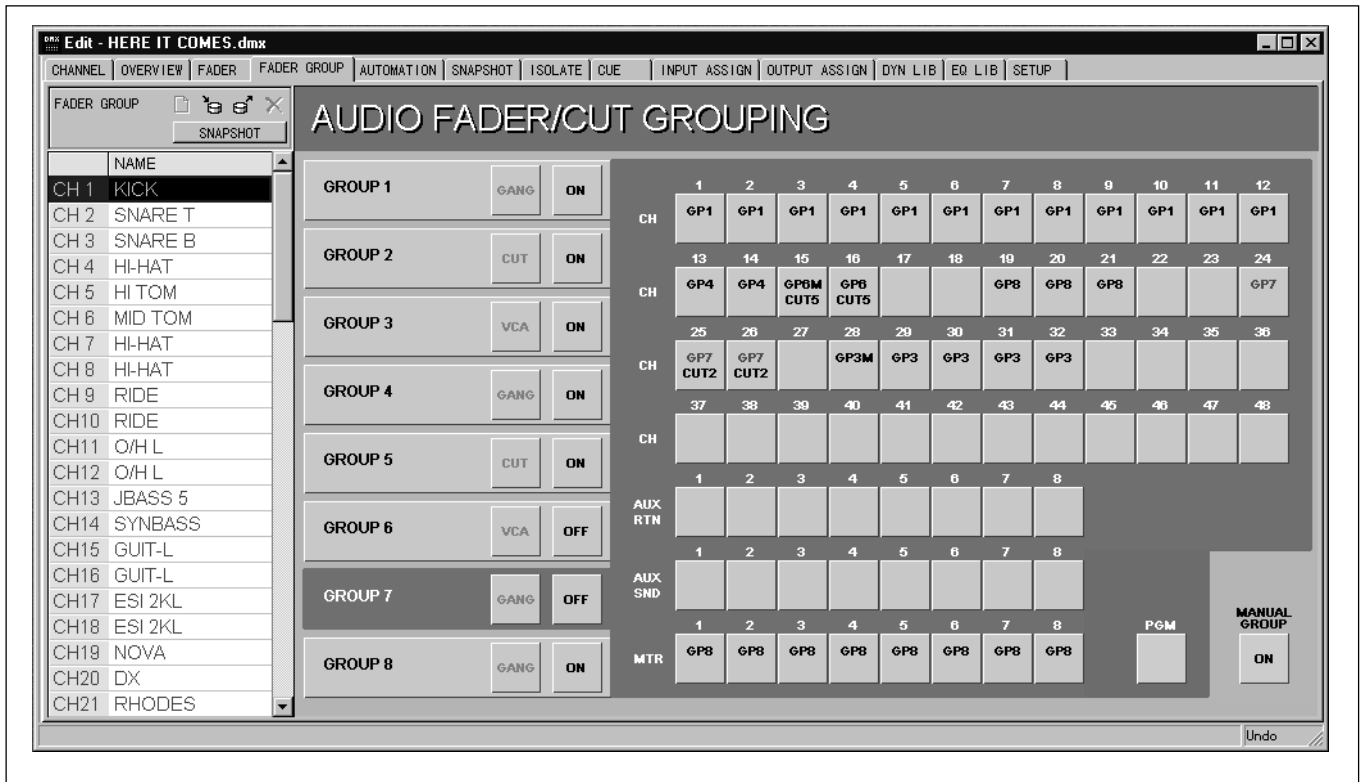 DMX Edit - HERE IT COMES.dmx
CHANNEL OVERVIEW FADER FADER GROUP AUTOMATION SNAPSHOT ISOLATE CUE INPUT ASSIGN OUTPUT ASSIGN DYN LIB EQ LIB SETUP
FADER GROUP
SNAPSHOT
AUDIO FADER/CUT GROUPING
NAME
CH 1 KICK
CH 2 SNARE T
CH 3 SNARE B
CH 4 HI-HAT
CH 5 HI TOM
CH 6 MID TOM
CH 7 HI-HAT
CH 8 HI-HAT
CH 9 RIDE
CH10 RIDE
CH11 O/H L
CH12 O/H L
CH13 JBASS 5
CH14 SYNBASS
CH15 GUIT-L
CH16 GUIT-L
CH17 ESI 2KL
CH18 ESI 2KL
CH19 NOVA
CH20 DX
CH21 RHODES
GROUP 1 GANG ON
GROUP 2 CUT ON
GROUP 3 VCA ON
GROUP 4 GANG ON
GROUP 5 CUT ON
GROUP 6 VCA OFF
GROUP 7 GANG OFF
GROUP 8 GANG ON
1 2 3 4 5 6 7 8 9 10 11 12
CH GP1 GP1 GP1 GP1 GP1 GP1 GP1 GP1 GP1 GP1 GP1 GP1
13 14 15 16 17 18 19 20 21 22 23 24
CH GP4 GP4 GP6M GP6 GP8 GP8 GP8 GP7
CUT5 CUT5
25 26 27 28 29 30 31 32 33 34 35 36
CH GP7 GP7 GP3M GP3 GP3 GP3 GP3
CUT2 CUT2
37 38 39 40 41 42 43 44 45 46 47 48
CH
1 2 3 4 5 6 7 8
AUX
RTN
1 2 3 4 5 6 7 8
AUX
SND
1 2 3 4 5 6 7 8
MTR GP8 GP8 GP8 GP8 GP8 GP8 GP8 GP8
PGM
MANUAL
GROUP
ON
Undo